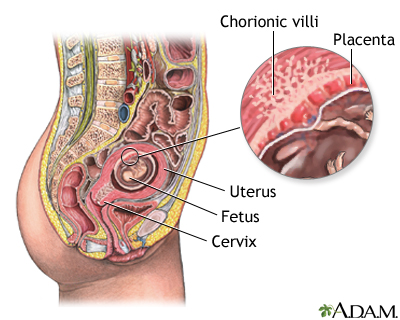 Chorionic villi
Placenta
Uterus
Fetus
Cervix
A.D.A.M.